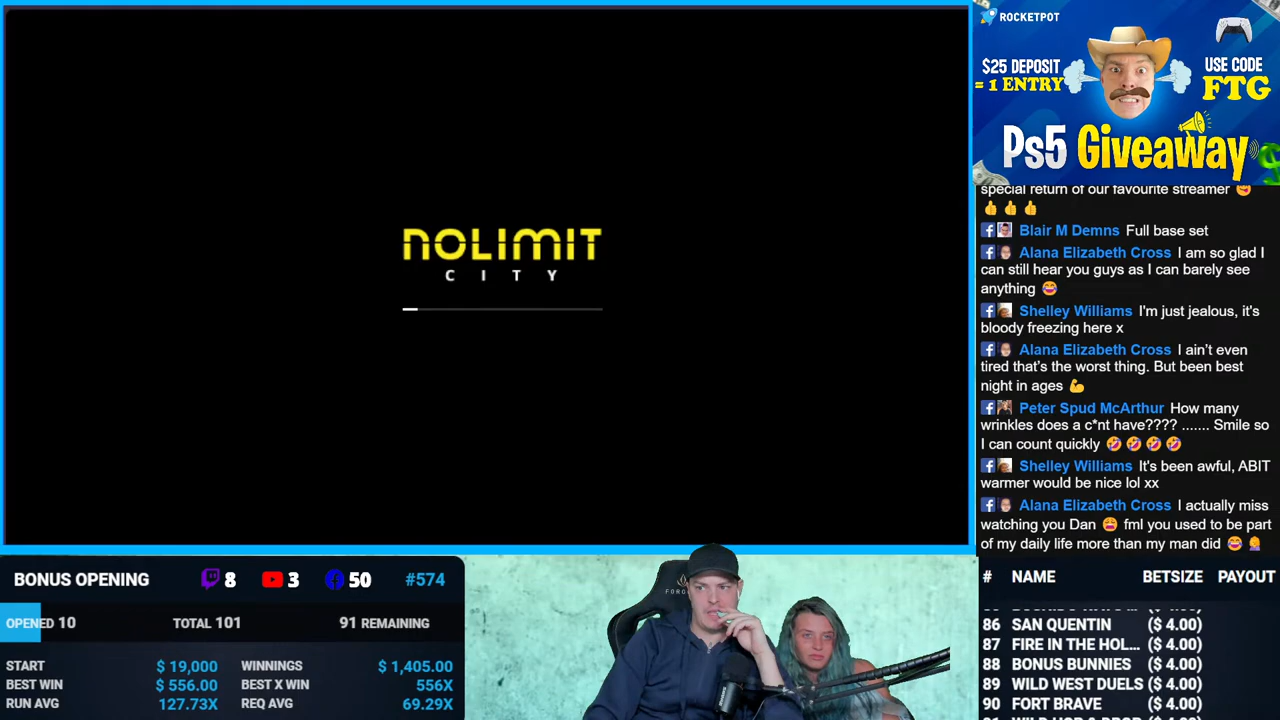 NOLIMIT
CITY
ROCKETPOT
$25 DEPOSIT
= 1 ENTRY
USE CODE
FTG
Ps5 Giveaway
special return of our favourite streamer
Blair M Demns Full base set
Alana Elizabeth Cross I am so glad I
can still hear you guys as I can barely see
anything 😂
Shelley Williams I'm just jealous, it's
bloody freezing here x
Alana Elizabeth Cross I ain’t even
tired that’s the worst thing. But been best
night in ages 💪
Peter Spud McArthur How many
wrinkles does a c*nt have???? ....... Smile so
I can count quickly 🤣 🤣 🤣 🤣
Shelley Williams It's been awful, ABIT
warmer would be nice lol xx
Alana Elizabeth Cross I actually miss
watching you Dan 😩 fml you used to be part
of my daily life more than my man did 😂 🤦
BONUS OPENING 8 3 50 #574
OPENED 10 TOTAL 101 91 REMAINING
START $ 19,000 WINNINGS $ 1,405.00
BEST WIN $ 556.00 BEST X WIN 556X
RUN AVG 127.73X REQ AVG 69.29X
FORG
# NAME BETSIZE PAYOUT
86 SAN QUENTIN ($ 4.00)
87 FIRE IN THE HOL... ($ 4.00)
88 BONUS BUNNIES ($ 4.00)
89 WILD WEST DUELS ($ 4.00)
90 FORT BRAVE ($ 4.00)